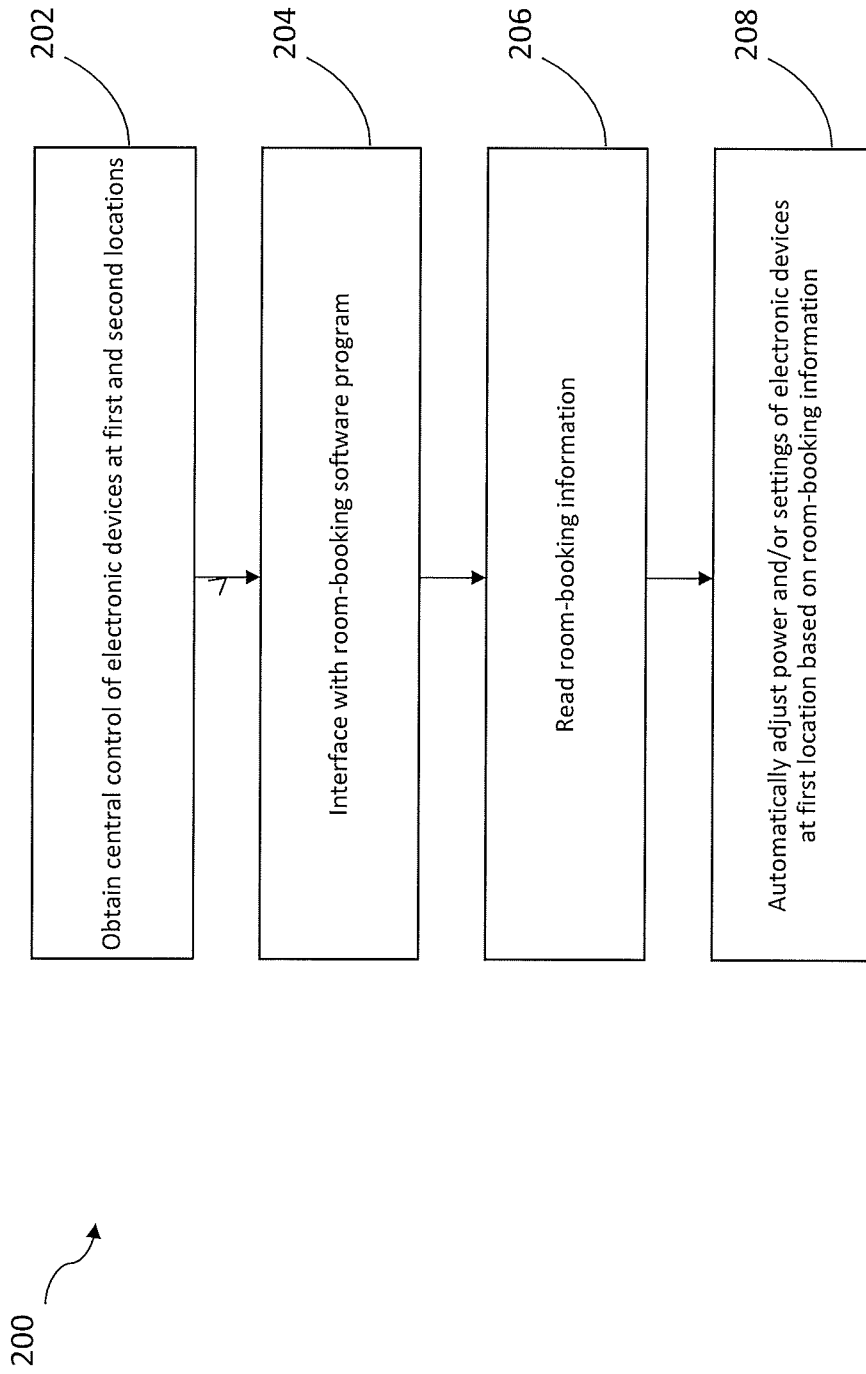 200
202
Obtain central control of electronic devices at first and second locations
204
Interface with room-booking software program
206
Read room-booking information
208
Automatically adjust power and/or settings of electronic devices
at first location based on room-booking information